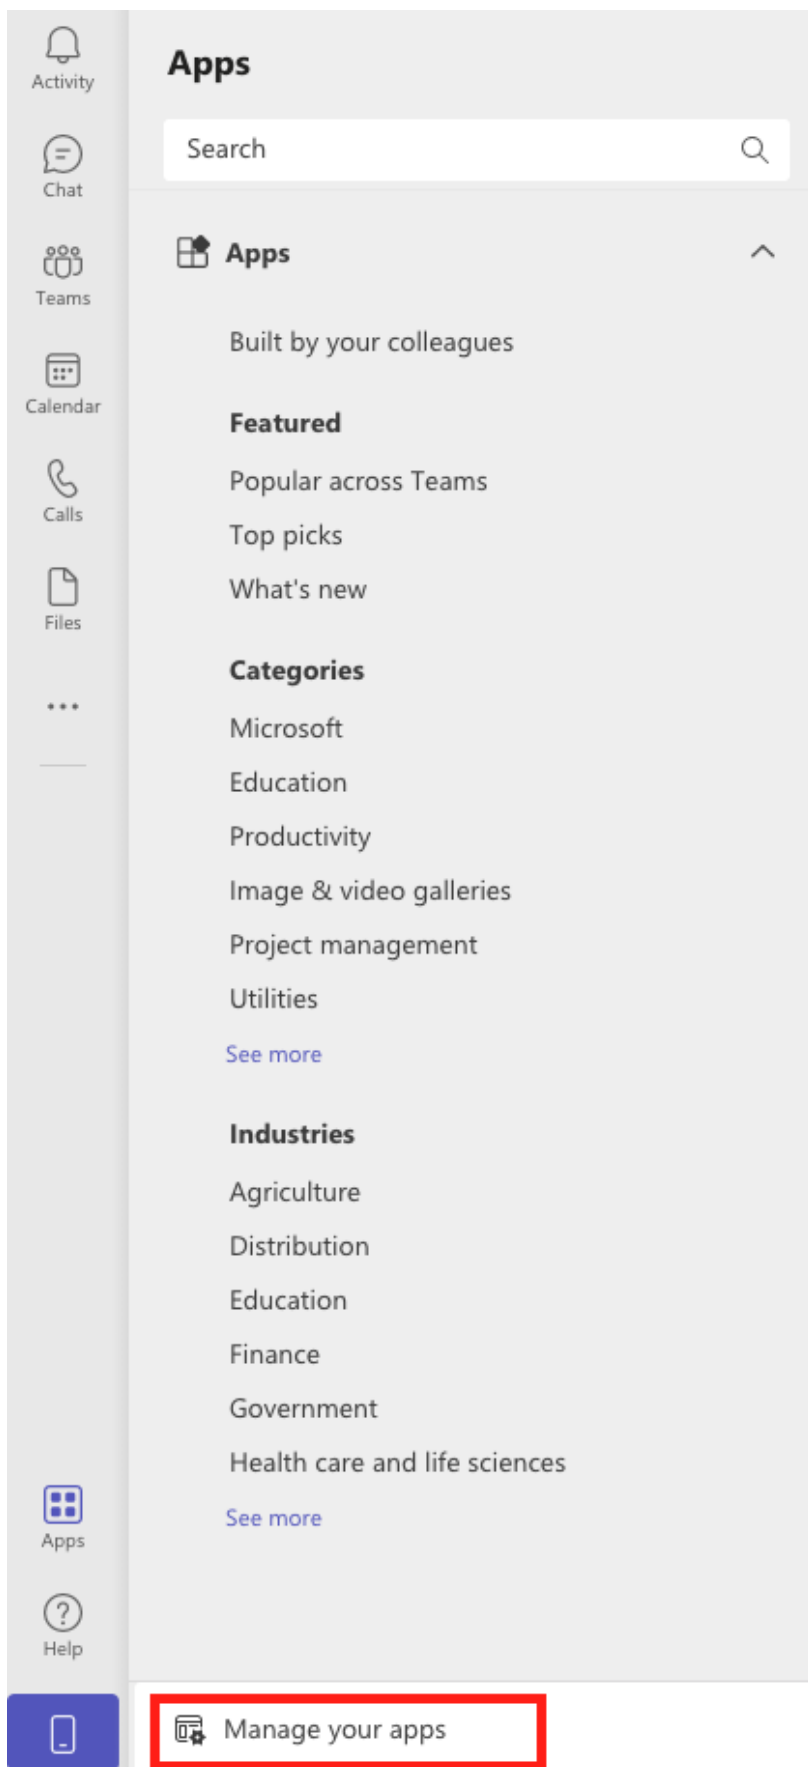 Activity
Chat
Teams
Calendar
Calls
Files
Apps
Help
Apps
Search
Apps
Built by your colleagues
Featured
Popular across Teams
Top picks
What's new
Categories
Microsoft
Education
Productivity
Image & video galleries
Project management
Utilities
See more
Industries
Agriculture
Distribution
Education
Finance
Government
Health care and life sciences
See more
Manage your apps